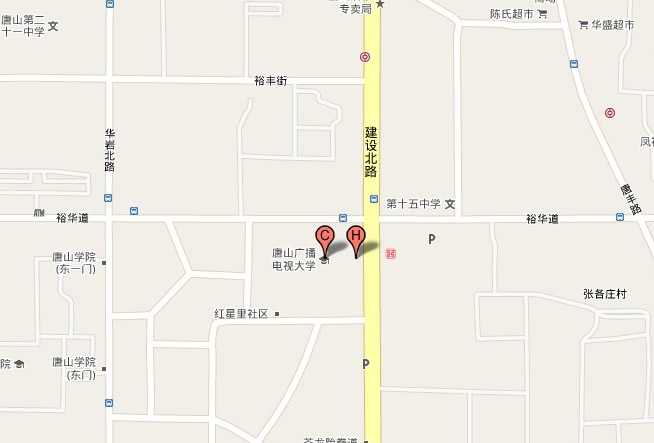 专卖局
陈氏超市
华盛超市
唐山第二
十一中学
裕丰街
华岩北路
建设北路
唐丰路
第十五中学
ATM
裕华道
裕华道
C
H
P
唐山广播
电视大学
唐山学院
(东一门)
张各庄村
红星里社区
P
院
唐山学院
(东门)